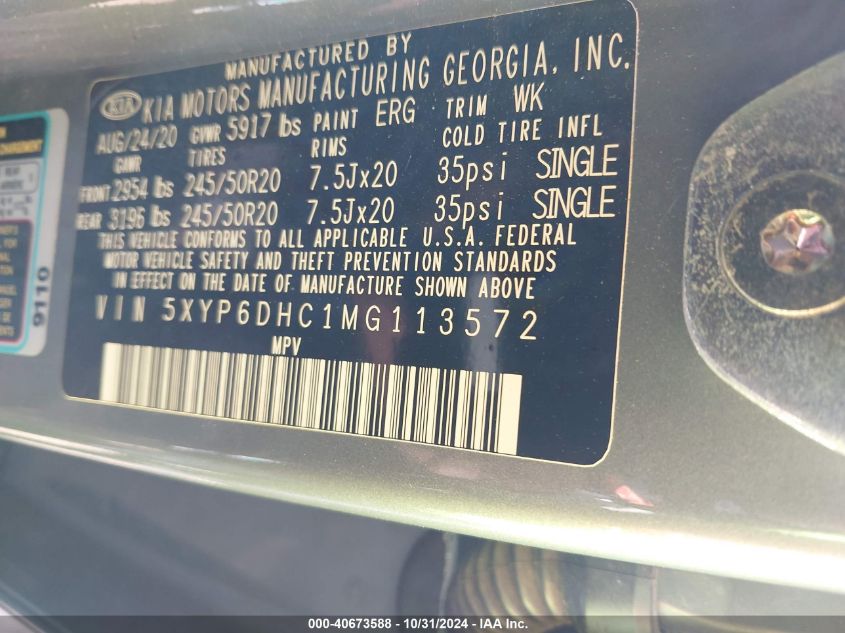 MANUFACTURED BY
KIA KIA MOTORS MANUFACTURING GEORGIA, INC.
AUG/24/20 GVWR 5917 lbs PAINT ERG TRIM WK
GAWR TIRES RIMS COLD TIRE INFL
FRONT 2954 lbs 245/50R20 7.5Jx20 35psi SINGLE
REAR 3196 lbs 245/50R20 7.5Jx20 35psi SINGLE
THIS VEHICLE CONFORMS TO ALL APPLICABLE U.S.A. FEDERAL
MOTOR VEHICLE SAFETY AND THEFT PREVENTION STANDARDS
IN EFFECT ON THE DATE OF MANUFACTURE SHOWN ABOVE
VIN 5XYP6DHC1MG113572
MPV
9110
000-40673588 - 10/31/2024 - IAA Inc.